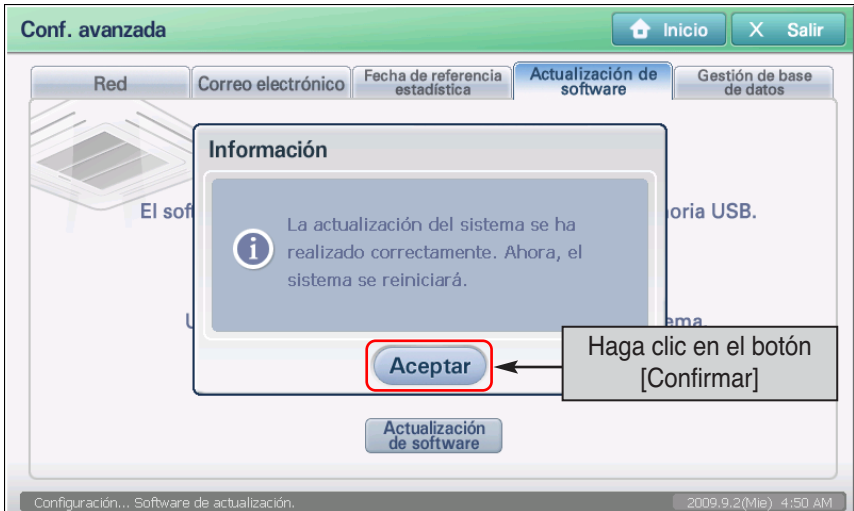 Conf. avanzada
Inicio
X Salir
Red
Correo electrónico
Fecha de referencia
estadística
Actualización de
software
Gestión de base
de datos
Información
El soft
oria USB.
La actualización del sistema se ha
realizado correctamente. Ahora, el
sistema se reiniciará.
ema.
Aceptar
Haga clic en el botón
[Confirmar]
Actualización
de software
Configuración... Software de actualización.
2009.9.2(Mie) 4:50 AM